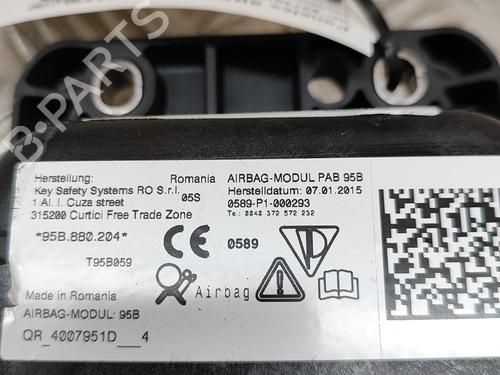 B-PARTS
Herstellung: Romania
Key Safety Systems RO S.r.l.
1 Al. I. Cuza street 05S
315200 Curtici Free Trade Zone
*95B.880.204*
T95B059
Made in Romania
AIRBAG-MODUL: 95B
QR_4007951D___4
AIRBAG-MODUL PAB 95B
Herstelldatum: 07.01.2015
0589-P1-000293
Te.: 0040 372 572 232
CE 0589
Airbag